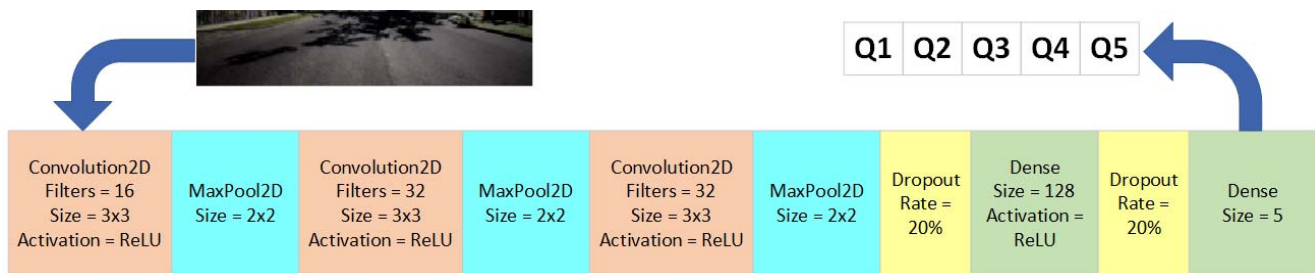 Q1 Q2 Q3 Q4 Q5
Convolution2D
Filters = 16
Size = 3x3
Activation = ReLU
MaxPool2D
Size = 2x2
Convolution2D
Filters = 32
Size = 3x3
Activation = ReLU
MaxPool2D
Size = 2x2
Convolution2D
Filters = 32
Size = 3x3
Activation = ReLU
MaxPool2D
Size = 2x2
Dropout
Rate =
20%
Dense
Size = 128
Activation =
ReLU
Dropout
Rate =
20%
Dense
Size = 5